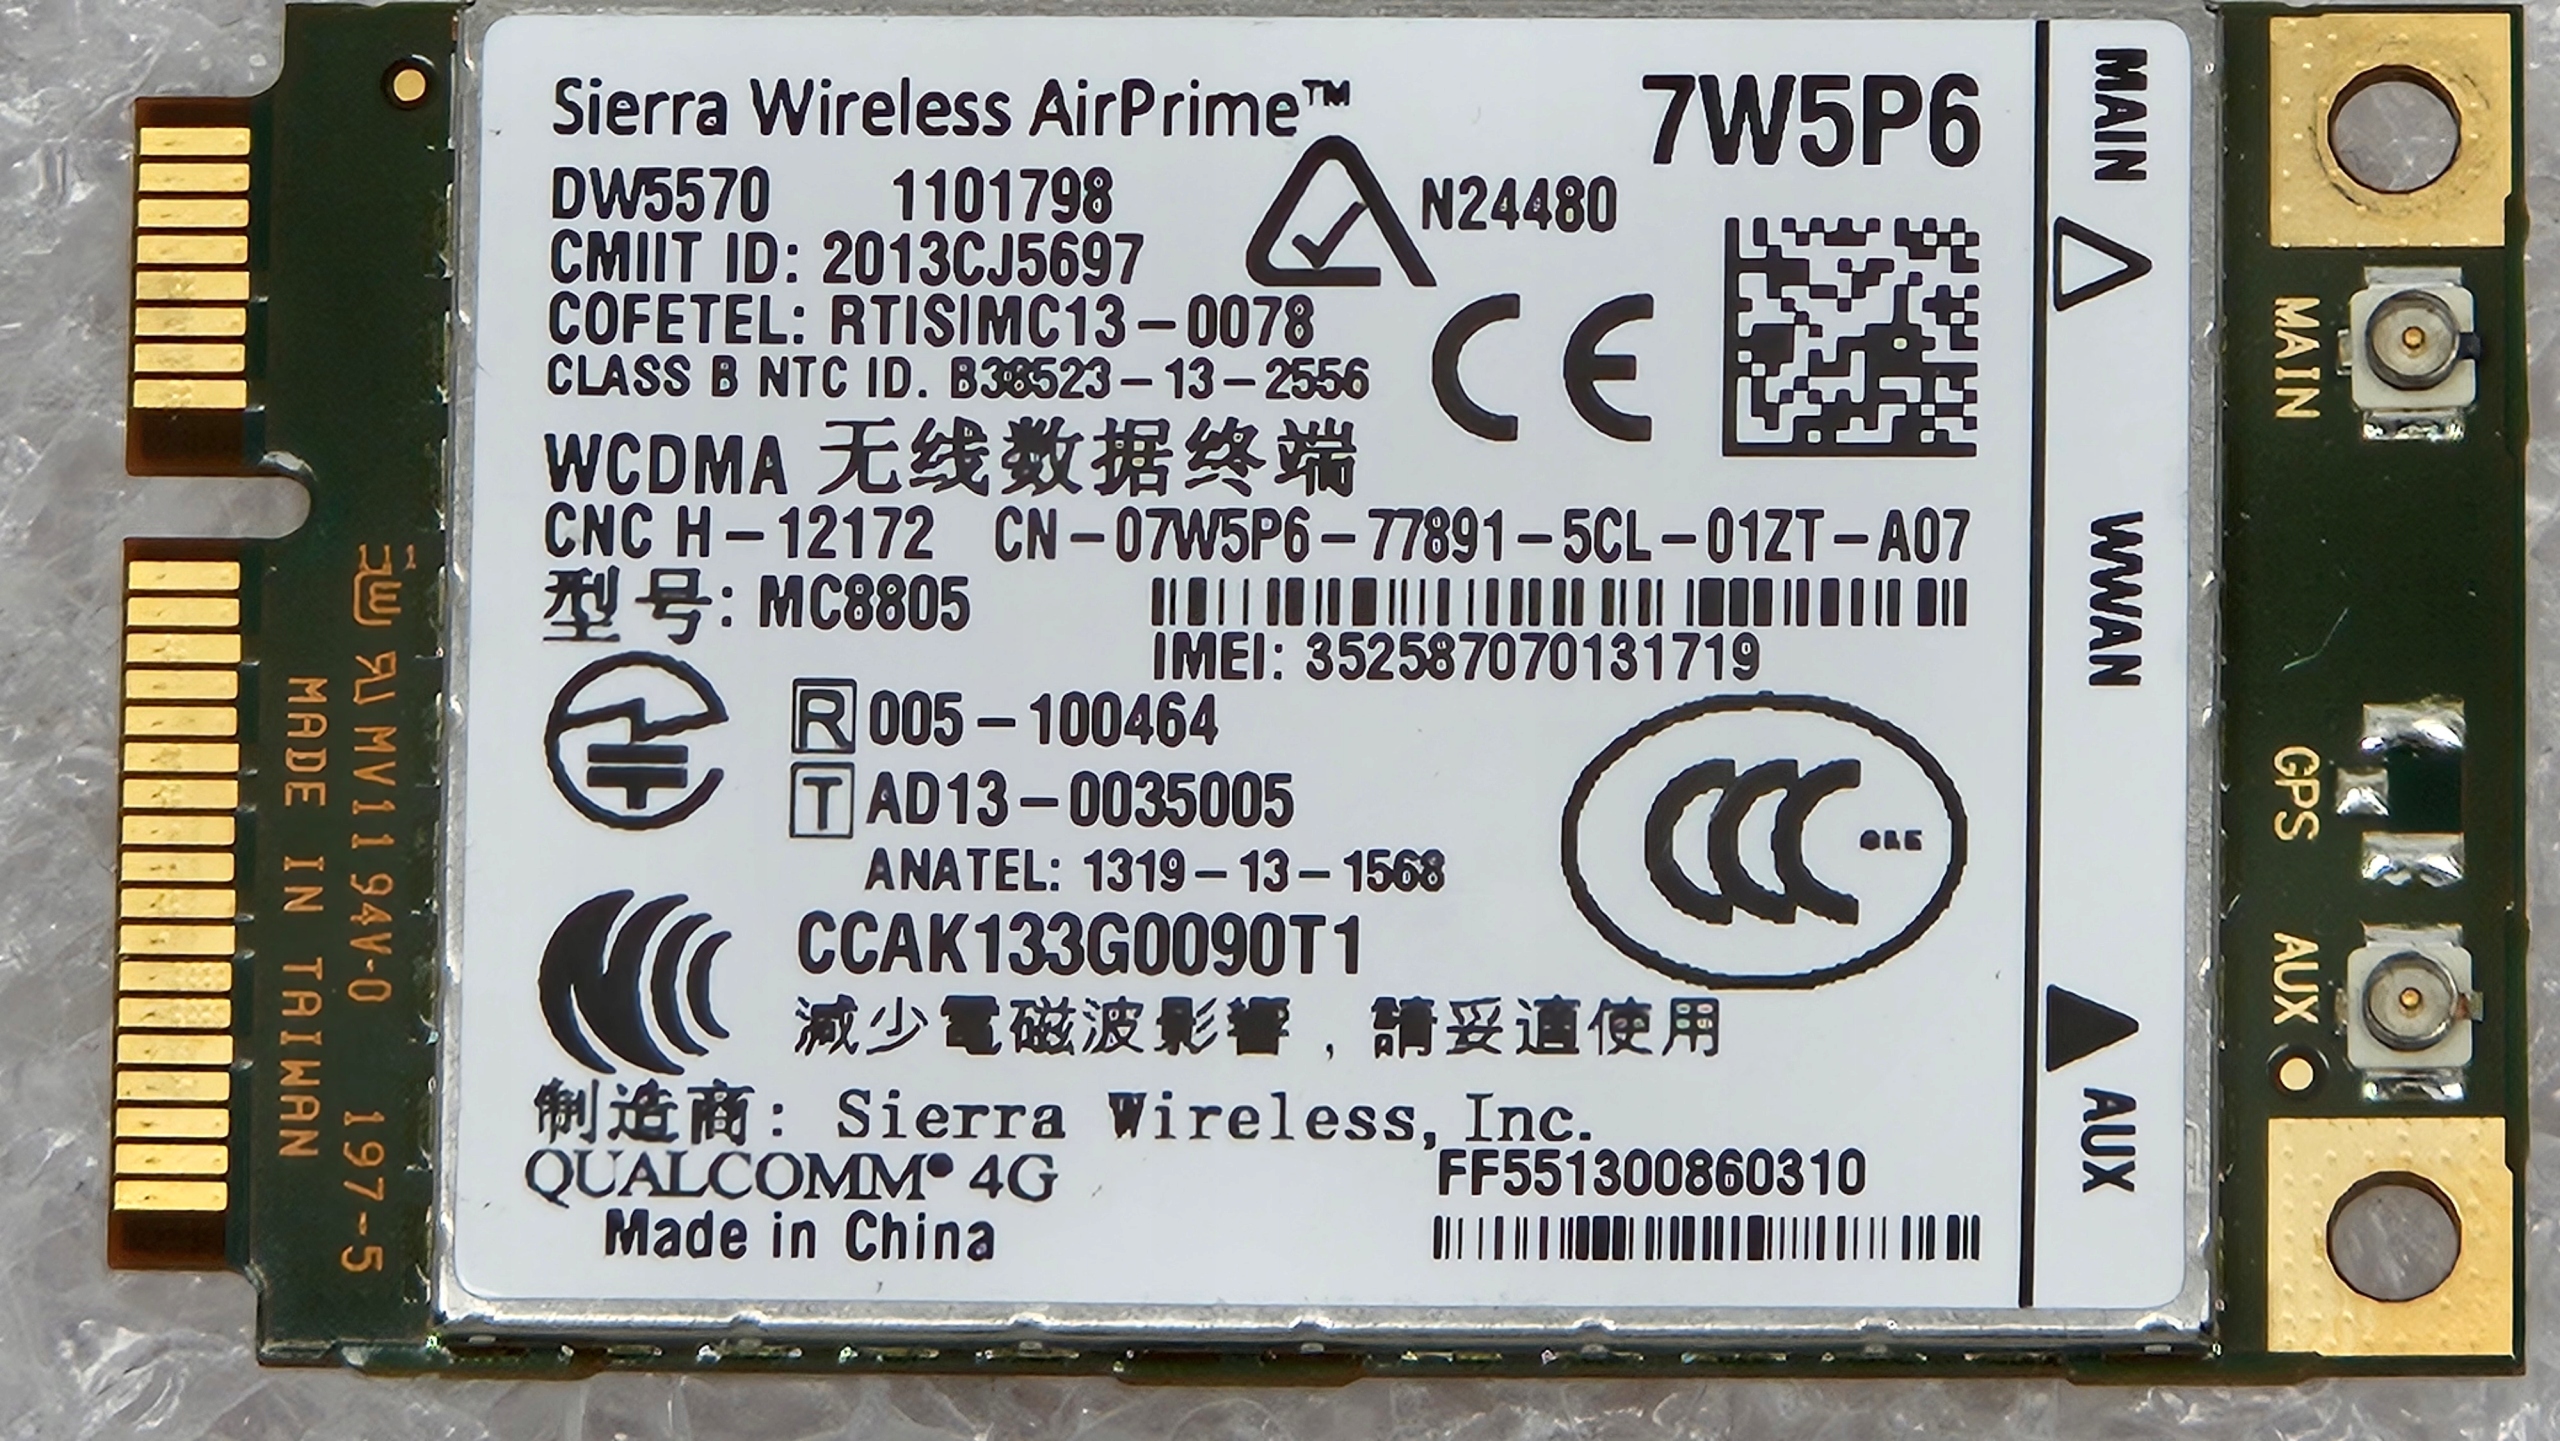 Sierra Wireless AirPrime™ 7W5P6
DW5570 1101798 N24480
CMIIT ID: 2013CJ5697
COFETEL: RTISIMC13-0078
CLASS B NTC ID. B38523-13-2556
CE
WCDMA 无线数据终端
CNC H-12172 CN-07W5P6-77891-5CL-01ZT-A07
型号: MC8805
IMEI: 352587070131719
R 005-100464
T AD13-0035005
ANATEL: 1319-13-1568
CCC
CCAK133G0090T1
減少電磁波影響,請妥適使用
制造商: Sierra Wireless, Inc.
QUALCOMM® 4G FF551300860310
Made in China
MAIN
WWAN
AUX
MAIN
GPS
AUX
MV1194V-0 197-5
MADE IN TAIWAN